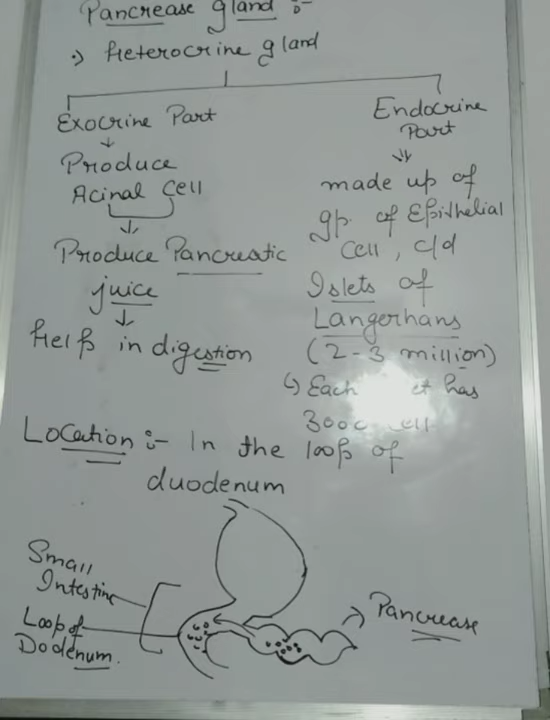 Pancrease gland :-
:) Heterocrine gland
Exocrine Part
Produce
Acinal Cell
Produce Pancreatic
juice
Help in digestion
Endocrine
Part
made up of
gp. of Epithelial
Cell, c/d
Islets of
Langerhans
(2-3 million)
Each has
300
Location :- In the loop of
duodenum
Small
Intestine
Loop of
Dodenum.
Pancrease